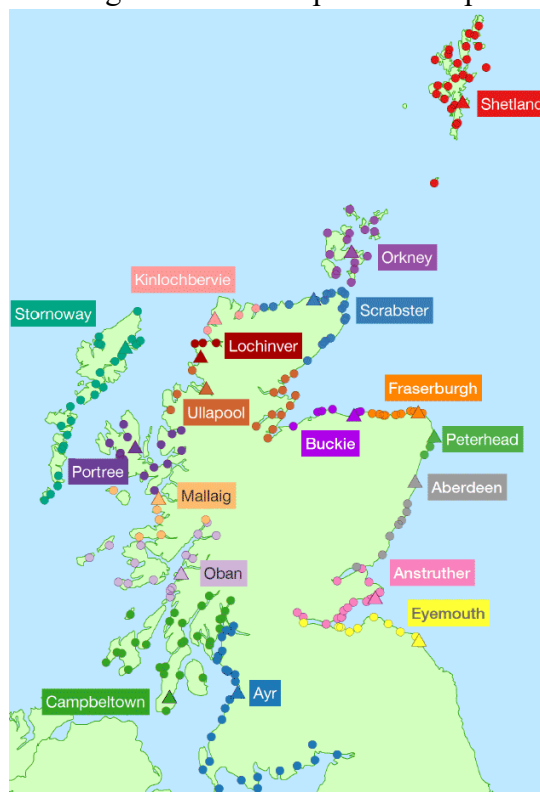 Shetland
Orkney
Kinlochbervie
Stornoway
Scrabster
Lochinver
Fraserburgh
Ullapool
Buckie
Peterhead
Portree
Aberdeen
Mallaig
Oban
Anstruther
Eyemouth
Campbeltown
Ayr